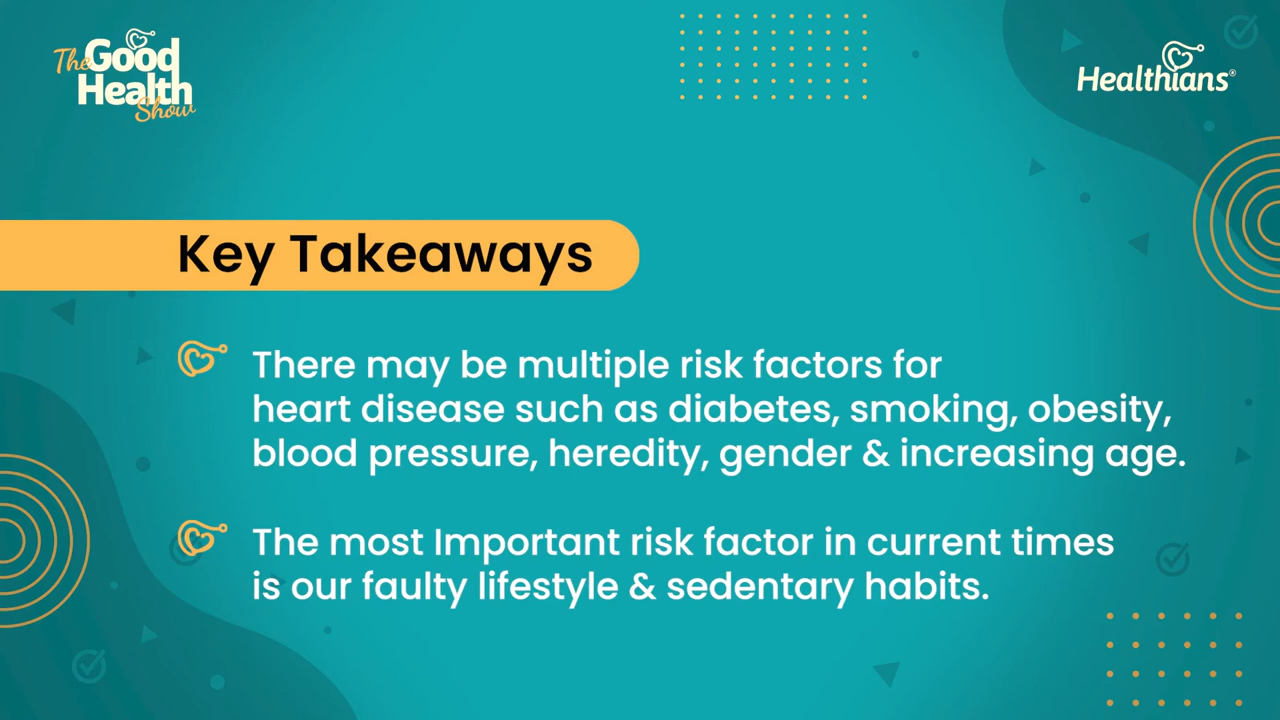 The Good
Health
Show
Healthians®
Key Takeaways
There may be multiple risk factors for
heart disease such as diabetes, smoking, obesity,
blood pressure, heredity, gender & increasing age.
The most Important risk factor in current times
is our faulty lifestyle & sedentary habits.